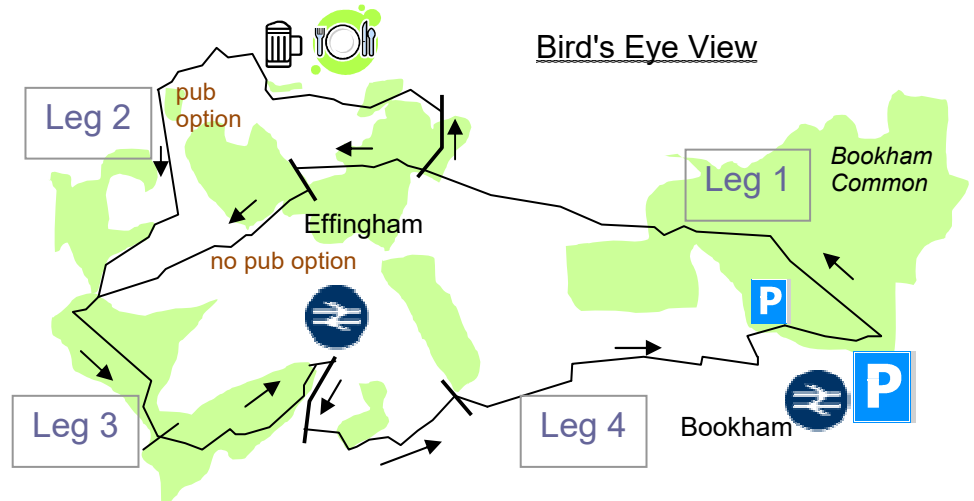 Bird's Eye View
Leg 2
pub
option
Leg 1
Bookham
Common
Effingham
no pub option
P
P
Leg 3
Leg 4
Bookham